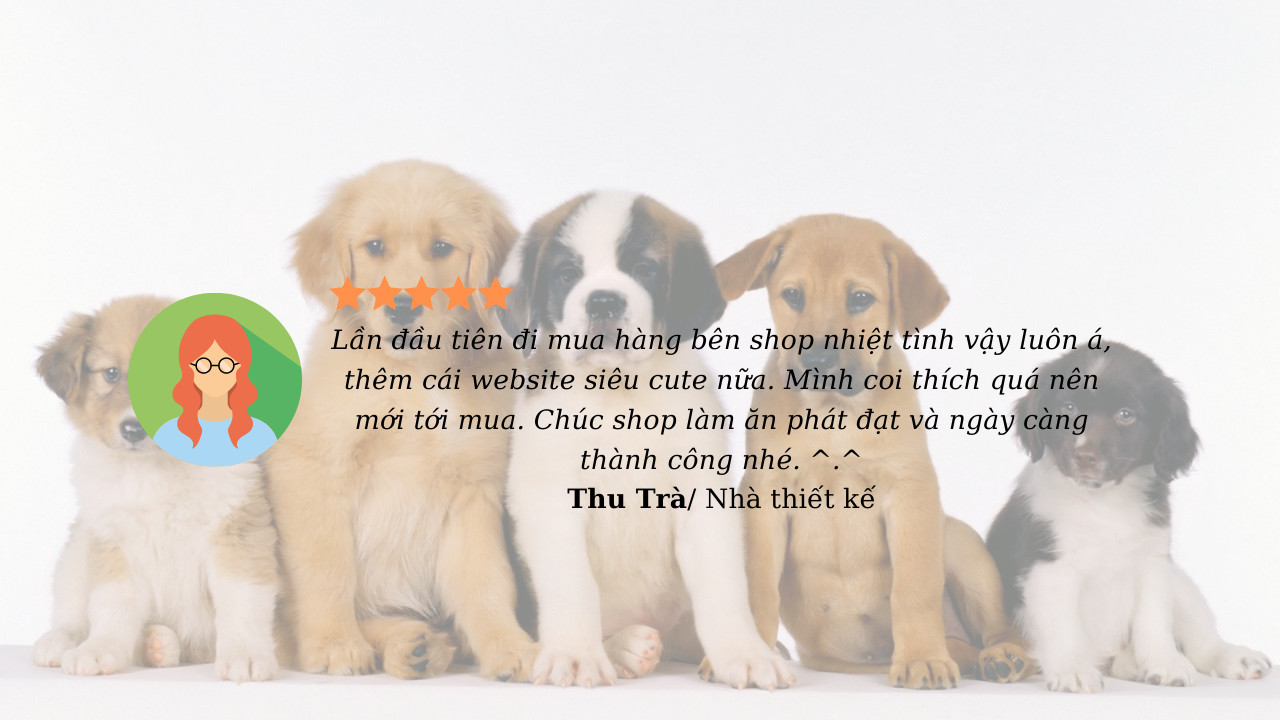 Lần đầu tiên đi mua hàng bên shop nhiệt tình vậy luôn á,
thêm cái website siêu cute nữa. Mình coi thích quá nên
mới tới mua. Chúc shop làm ăn phát đạt và ngày càng
thành công nhé. ^.^
Thu Trà/ Nhà thiết kế